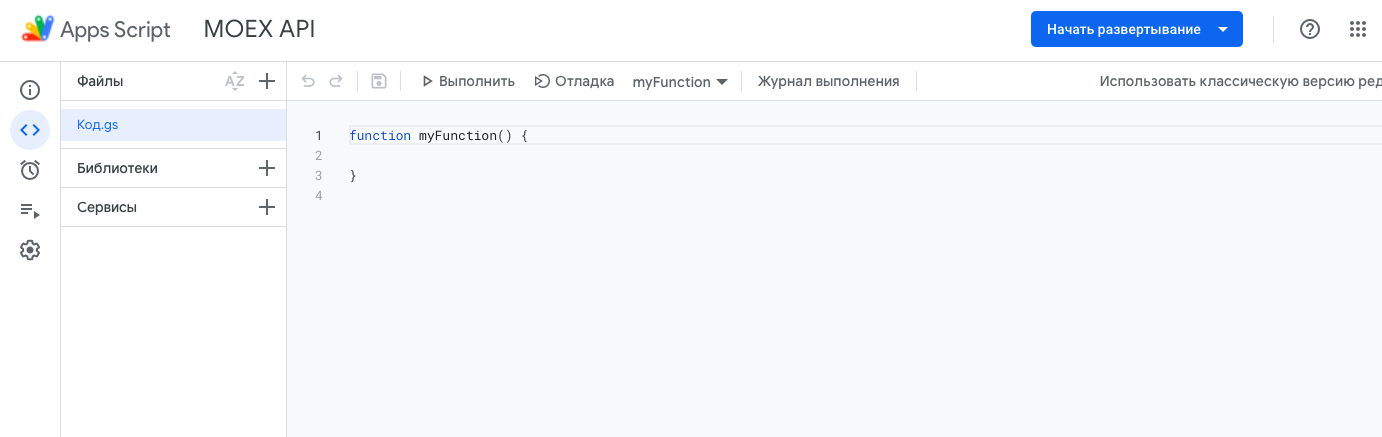 Apps Script MOEX API Начать развертывание
Файлы AZ Выполнить Отладка myFunction Журнал выполнения Использовать классическую версию ред
Код.gs
Библиотеки
Сервисы
1 function myFunction() {
2
3 }
4